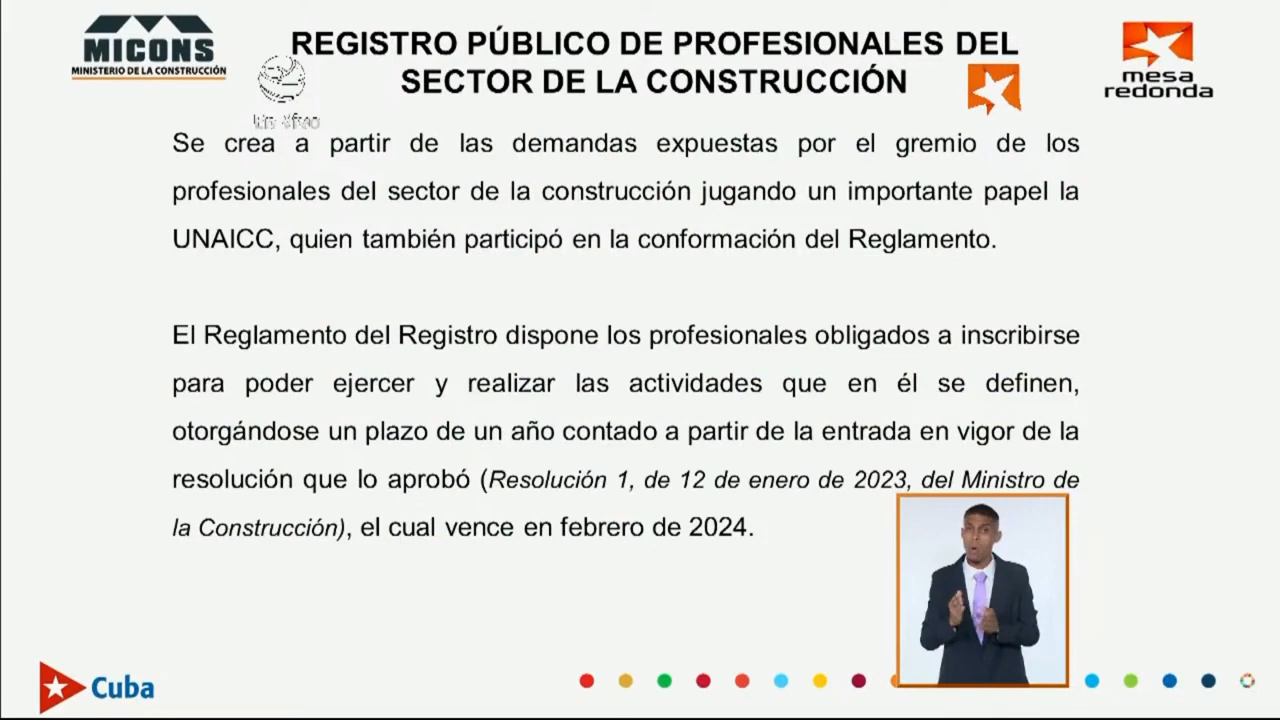 MICONS
MINISTERIO DE LA CONSTRUCCIÓN
REGISTRO PÚBLICO DE PROFESIONALES DEL
SECTOR DE LA CONSTRUCCIÓN
mesa
redonda
Se crea a partir de las demandas expuestas por el gremio de los
profesionales del sector de la construcción jugando un importante papel la
UNAICC, quien también participó en la conformación del Reglamento.
El Reglamento del Registro dispone los profesionales obligados a inscribirse
para poder ejercer y realizar las actividades que en él se definen,
otorgándose un plazo de un año contado a partir de la entrada en vigor de la
resolución que lo aprobó (Resolución 1, de 12 de enero de 2023, del Ministro de
la Construcción), el cual vence en febrero de 2024.
Cuba